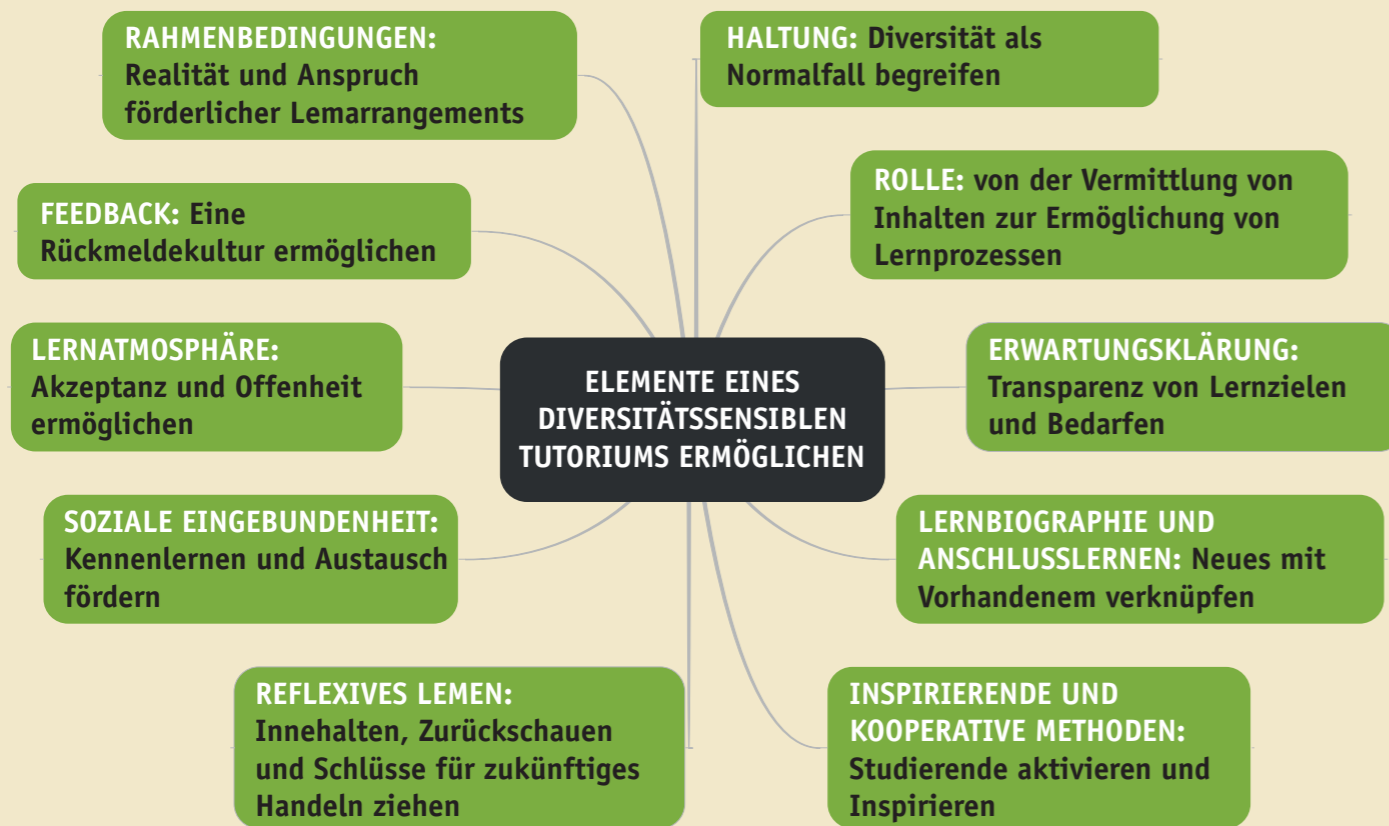 RAHMENBEDINGUNGEN:
Realität und Anspruch
förderlicher Lemarrangements
HALTUNG: Diversität als
Normalfall begreifen
FEEDBACK: Eine
Rückmeldekultur ermöglichen
ROLLE: von der Vermittlung von
Inhalten zur Ermöglichung von
Lernprozessen
LERNATMOSPHÄRE:
Akzeptanz und Offenheit
ermöglichen
ELEMENTE EINES
DIVERSITÄTSSENSIBLEN
TUTORIUMS ERMÖGLICHEN
ERWARTUNGSKLÄRUNG:
Transparenz von Lernzielen
und Bedarfen
SOZIALE EINGEBUNDENHEIT:
Kennenlernen und Austausch
fördern
LERNBIOGRAPHIE UND
ANSCHLUSSLERNEN: Neues mit
Vorhandenem verknüpfen
REFLEXIVES LEMEN:
Innehalten, Zurückschauen
und Schlüsse für zukünftiges
Handeln ziehen
INSPIRIERENDE UND
KOOPERATIVE METHODEN:
Studierende aktivieren und
Inspirieren